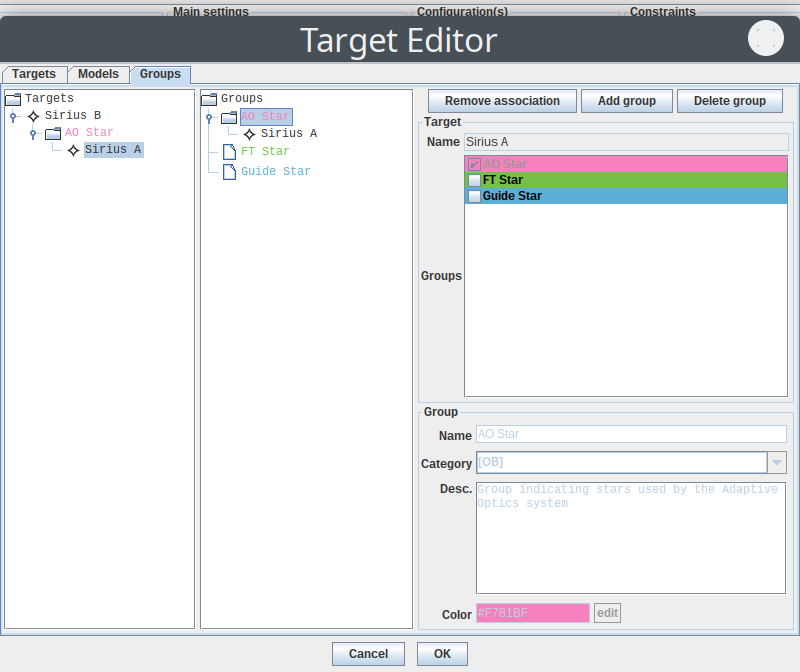 Main settings
Configuration(s)
Constraints
Target Editor
Targets
Models
Groups
Targets
Sirius B
AO Star
Sirius A
Groups
AO Star
Sirius A
FT Star
Guide Star
Remove association
Add group
Delete group
Target
Name
Sirius A
Groups
AO Star
FT Star
Guide Star
Group
Name
AO Star
Category
[OB]
Desc.
Group indicating stars used by the Adaptive
Optics system
Color
#F781BF
edit
Cancel
OK